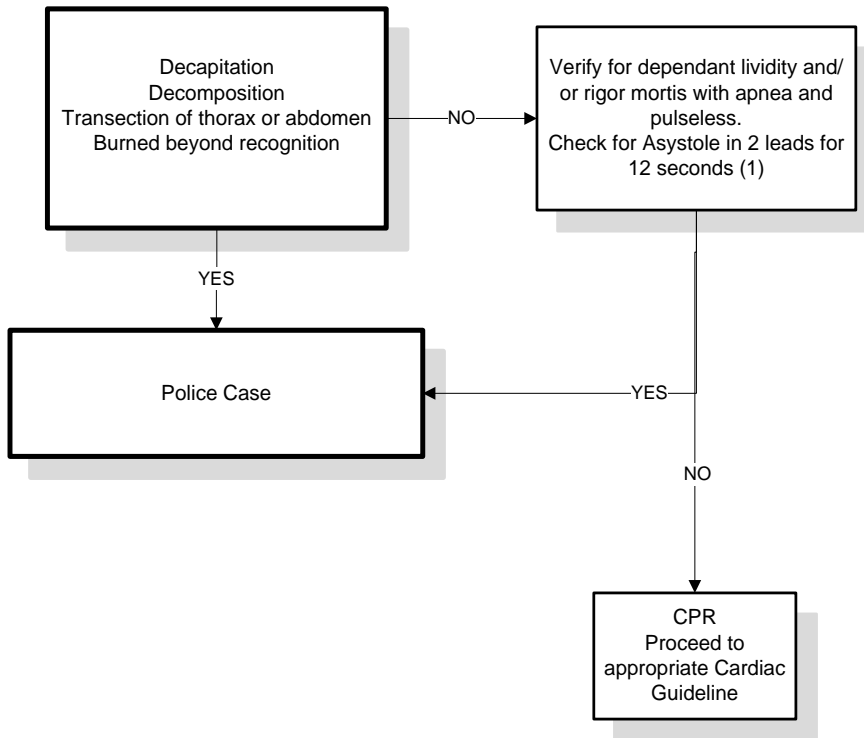 Decapitation
Decomposition
Transection of thorax or abdomen
Burned beyond recognition
NO
Verify for dependant lividity and/
or rigor mortis with apnea and
pulseless.
Check for Asystole in 2 leads for
12 seconds (1)
YES
Police Case
YES
NO
CPR
Proceed to
appropriate Cardiac
Guideline